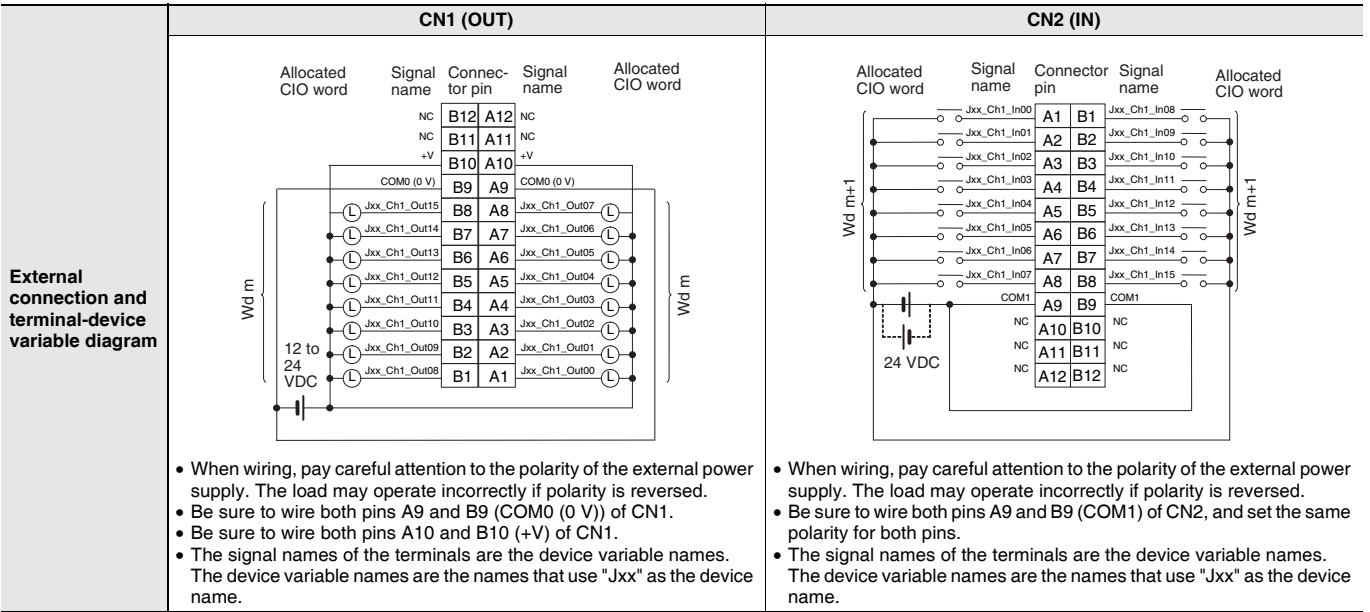 CN1 (OUT)
CN2 (IN)
External
connection and
terminal-device
variable diagram
Allocated CIO word
Signal name
Connec-tor pin
Signal name
Allocated CIO word
NC B12 A12 NC
NC B11 A11 NC
+V B10 A10 +V
COM0 (0 V) B9 A9 COM0 (0 V)
L Jxx_Ch1_Out15 B8 A8 Jxx_Ch1_Out07 L
L Jxx_Ch1_Out14 B7 A7 Jxx_Ch1_Out06 L
L Jxx_Ch1_Out13 B6 A6 Jxx_Ch1_Out05 L
L Jxx_Ch1_Out12 B5 A5 Jxx_Ch1_Out04 L
L Jxx_Ch1_Out11 B4 A4 Jxx_Ch1_Out03 L
L Jxx_Ch1_Out10 B3 A3 Jxx_Ch1_Out02 L
L Jxx_Ch1_Out09 B2 A2 Jxx_Ch1_Out01 L
L Jxx_Ch1_Out08 B1 A1 Jxx_Ch1_Out00 L
Wd m
Wd m
12 to
24
VDC
• When wiring, pay careful attention to the polarity of the external power
supply. The load may operate incorrectly if polarity is reversed.
• Be sure to wire both pins A9 and B9 (COM0 (0 V)) of CN1.
• Be sure to wire both pins A10 and B10 (+V) of CN1.
• The signal names of the terminals are the device variable names.
The device variable names are the names that use "Jxx" as the device
name.
Allocated CIO word
Signal name
Connector pin
Signal name
Allocated CIO word
Jxx_Ch1_In00 A1 B1 Jxx_Ch1_In08
Jxx_Ch1_In01 A2 B2 Jxx_Ch1_In09
Jxx_Ch1_In02 A3 B3 Jxx_Ch1_In10
Jxx_Ch1_In03 A4 B4 Jxx_Ch1_In11
Jxx_Ch1_In04 A5 B5 Jxx_Ch1_In12
Jxx_Ch1_In05 A6 B6 Jxx_Ch1_In13
Jxx_Ch1_In06 A7 B7 Jxx_Ch1_In14
Jxx_Ch1_In07 A8 B8 Jxx_Ch1_In15
COM1 A9 B9 COM1
NC A10 B10 NC
NC A11 B11 NC
NC A12 B12 NC
Wd m+1
Wd m+1
24 VDC
• When wiring, pay careful attention to the polarity of the external power
supply. The load may operate incorrectly if polarity is reversed.
• Be sure to wire both pins A9 and B9 (COM1) of CN2, and set the same
polarity for both pins.
• The signal names of the terminals are the device variable names.
The device variable names are the names that use "Jxx" as the device
name.